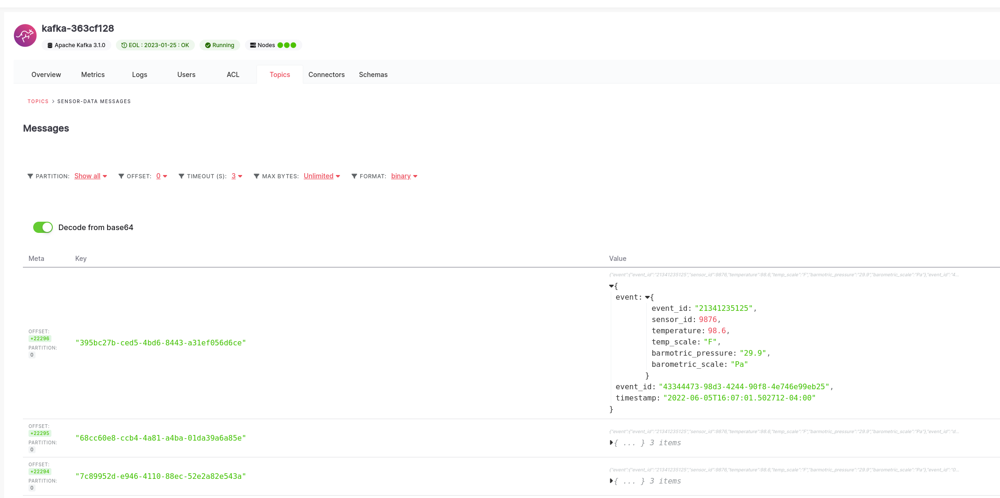 kafka-363cf128
Apache Kafka 3.1.0 EOL : 2023-01-25 : OK Running Nodes
Overview Metrics Logs Users ACL Topics Connectors Schemas
TOPICS > SENSOR-DATA MESSAGES
Messages
PARTITION: Show all OFFSET: 0 TIMEOUT (S): 3 MAX BYTES: Unlimited FORMAT: binary
Decode from base64
Meta Key Value
OFFSET:
+22296
PARTITION:
0
"395bc27b-ced5-4bd6-8443-a31ef056d6ce"
{"event":{"event_id":"21341235125","sensor_id":9876,"temperature":98.6,"temp_scale":"F","barmotric_pressure":"29.9","barometric_scale":"Pa"},"event_id":"4...
{
event: {
event_id: "21341235125",
sensor_id: 9876,
temperature: 98.6,
temp_scale: "F",
barmotric_pressure: "29.9",
barometric_scale: "Pa"
}
event_id: "43344473-98d3-4244-90f8-4e746e99eb25",
timestamp: "2022-06-05T16:07:01.502712-04:00"
}
OFFSET:
+22295
PARTITION:
0
"68cc60e8-ccb4-4a81-a4ba-01da39a6a85e"
{"event":{"event_id":"21341235125","sensor_id":9876,"temperature":98.6,"temp_scale":"F","barmotric_pressure":"29.9","barometric_scale":"Pa"},"event_id":"d...
{ ... } 3 items
OFFSET:
+22294
PARTITION:
0
"7c89952d-e946-4110-88ec-52e2a82e543a"
{"event":{"event_id":"21341235125","sensor_id":9876,"temperature":98.6,"temp_scale":"F","barmotric_pressure":"29.9","barometric_scale":"Pa"},"event_id":"0...
{ ... } 3 items